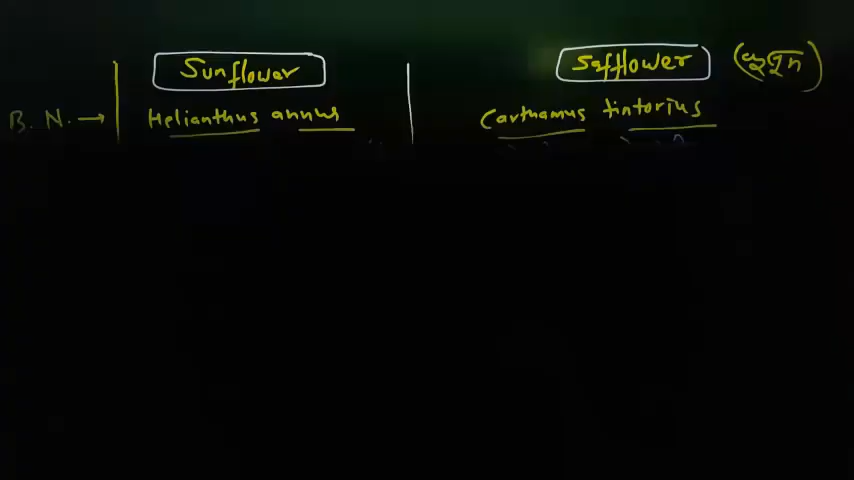 Sunflower Safflower
B. N. → Helianthus annus Carthamus tintorius